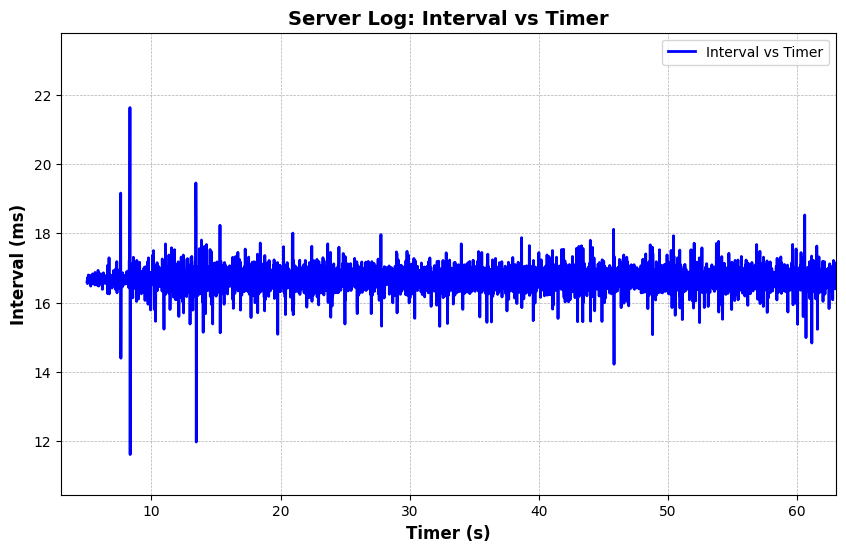 Server Log: Interval vs Timer
Interval vs Timer
22
20
18
16
14
12
Interval (ms)
10 20 30 40 50 60
Timer (s)